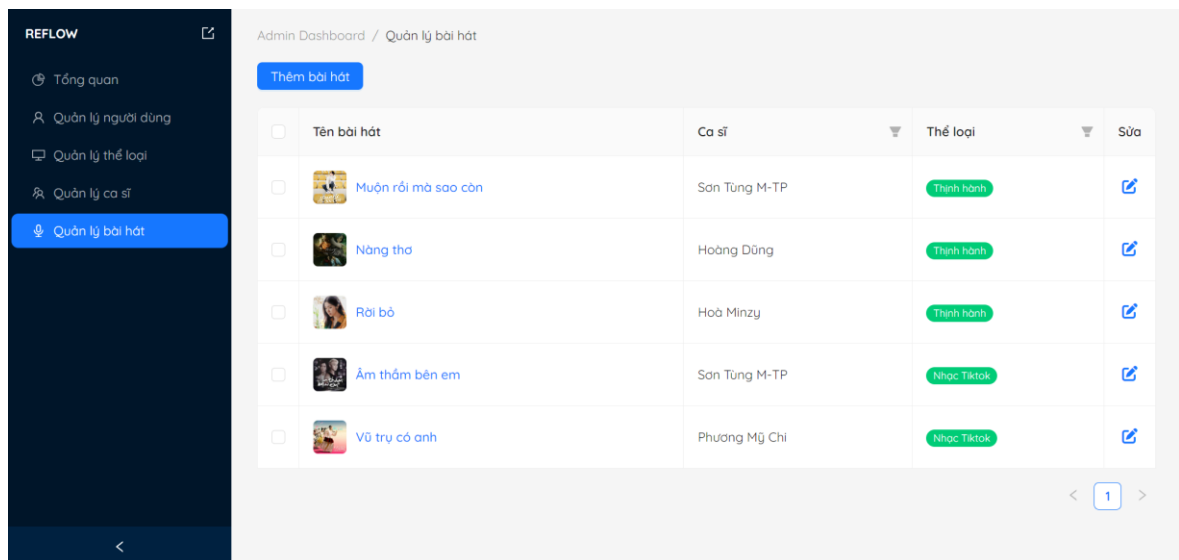 REFLOW
Tổng quan
Quản lý người dùng
Quản lý thể loại
Quản lý ca sĩ
Quản lý bài hát
Admin Dashboard / Quản lý bài hát
Thêm bài hát
Tên bài hát Ca sĩ Thể loại Sửa
Muộn rồi mà sao còn Sơn Tùng M-TP Thịnh hành
Nàng thơ Hoàng Dũng Thịnh hành
Rời bỏ Hoà Minzy Thịnh hành
Âm thầm bên em Sơn Tùng M-TP Nhạc Tiktok
Vũ trụ có anh Phương Mỹ Chi Nhạc Tiktok
< 1 >
<